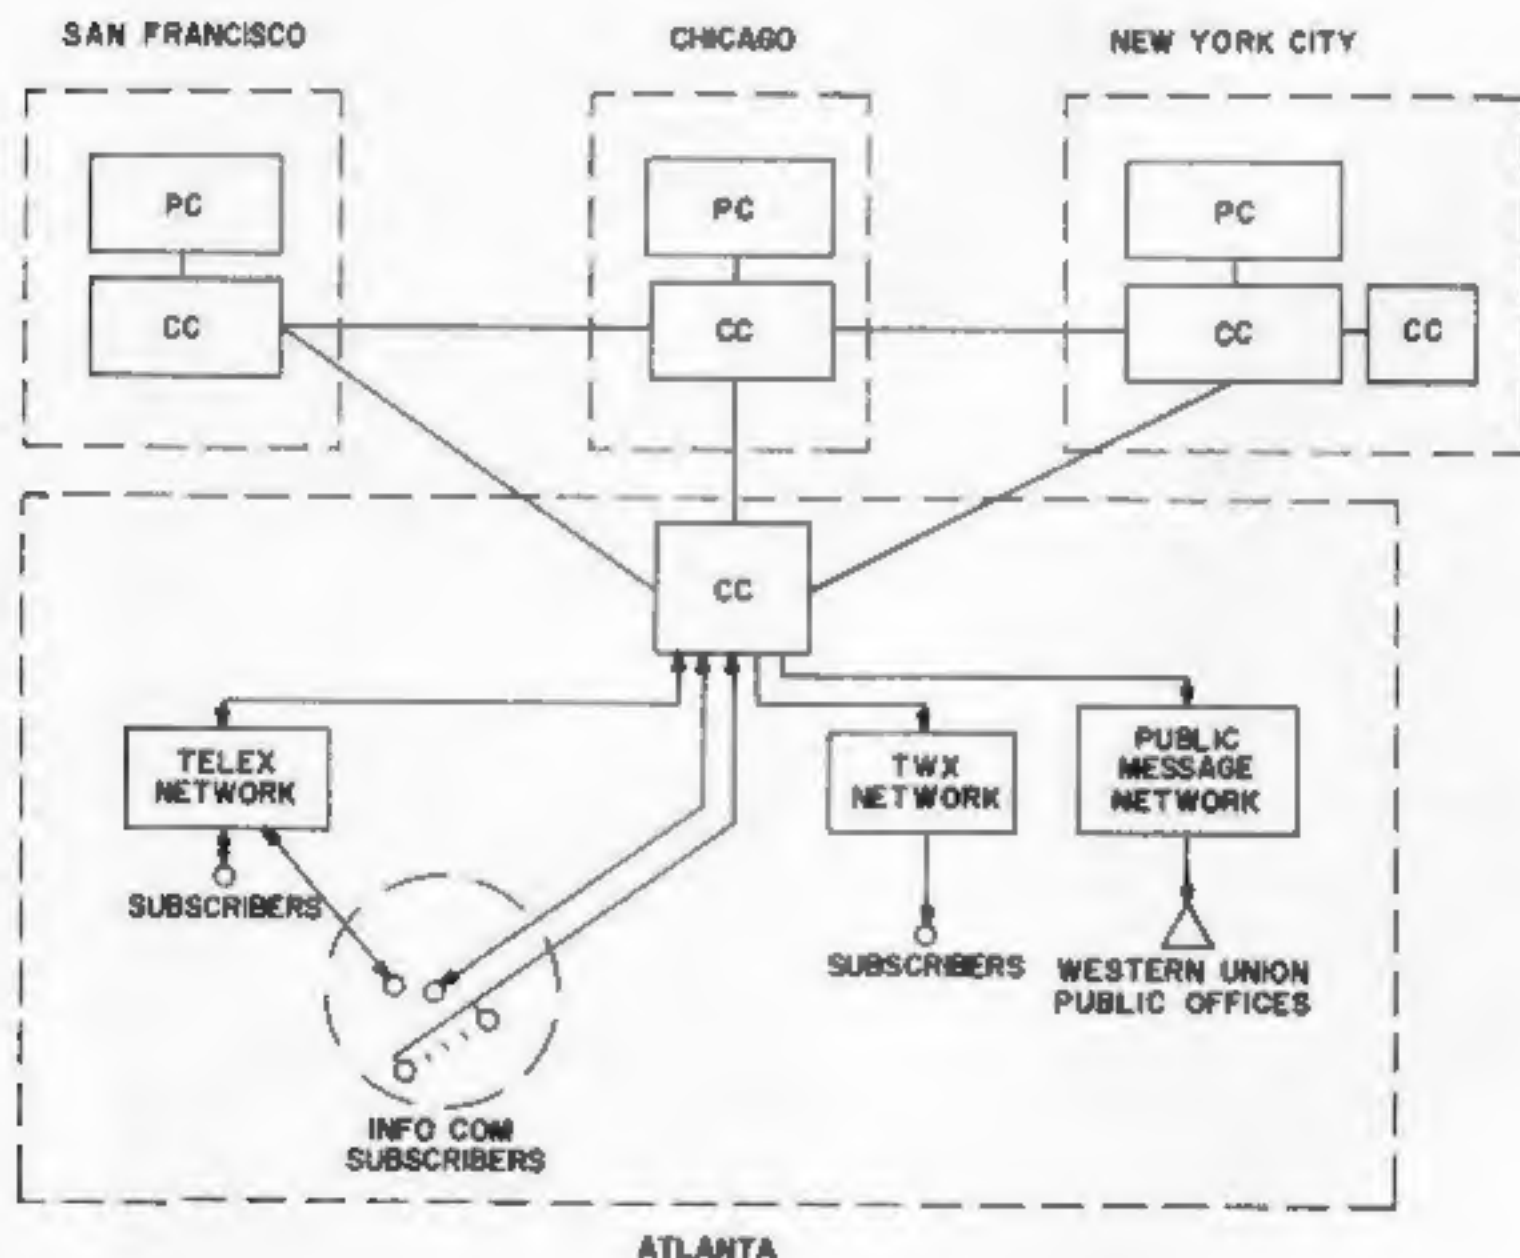 SAN FRANCISCO
CHICAGO
NEW YORK CITY
PC
PC
PC
CC
CC
CC
CC
CC
TELEX
NETWORK
TWX
NETWORK
PUBLIC
MESSAGE
NETWORK
SUBSCRIBERS
SUBSCRIBERS
WESTERN UNION
PUBLIC OFFICES
INFO COM
SUBSCRIBERS
ATLANTA